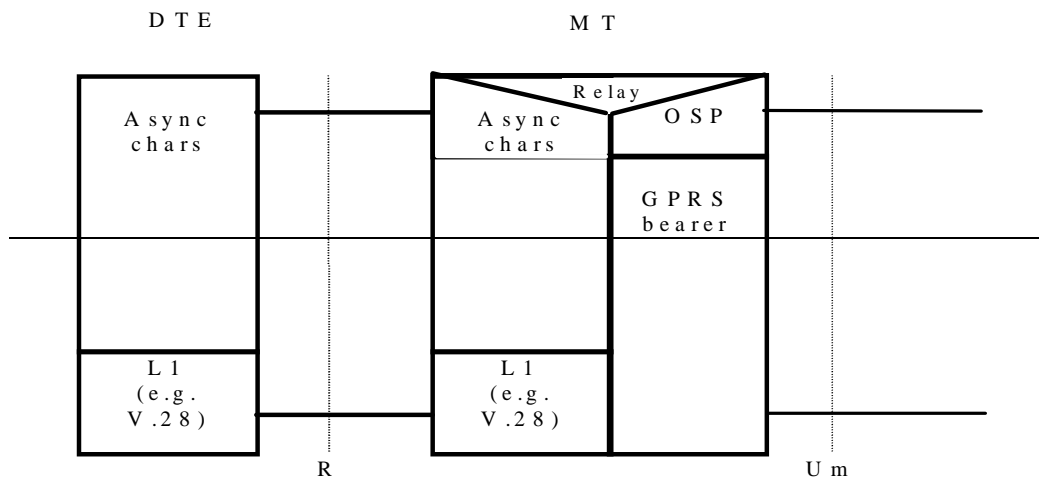 DTE
MT
Relay
Async
chars
Async
chars
OSP
GPRS
bearer
L1
(e.g.
V.28)
L1
(e.g.
V.28)
R
Um